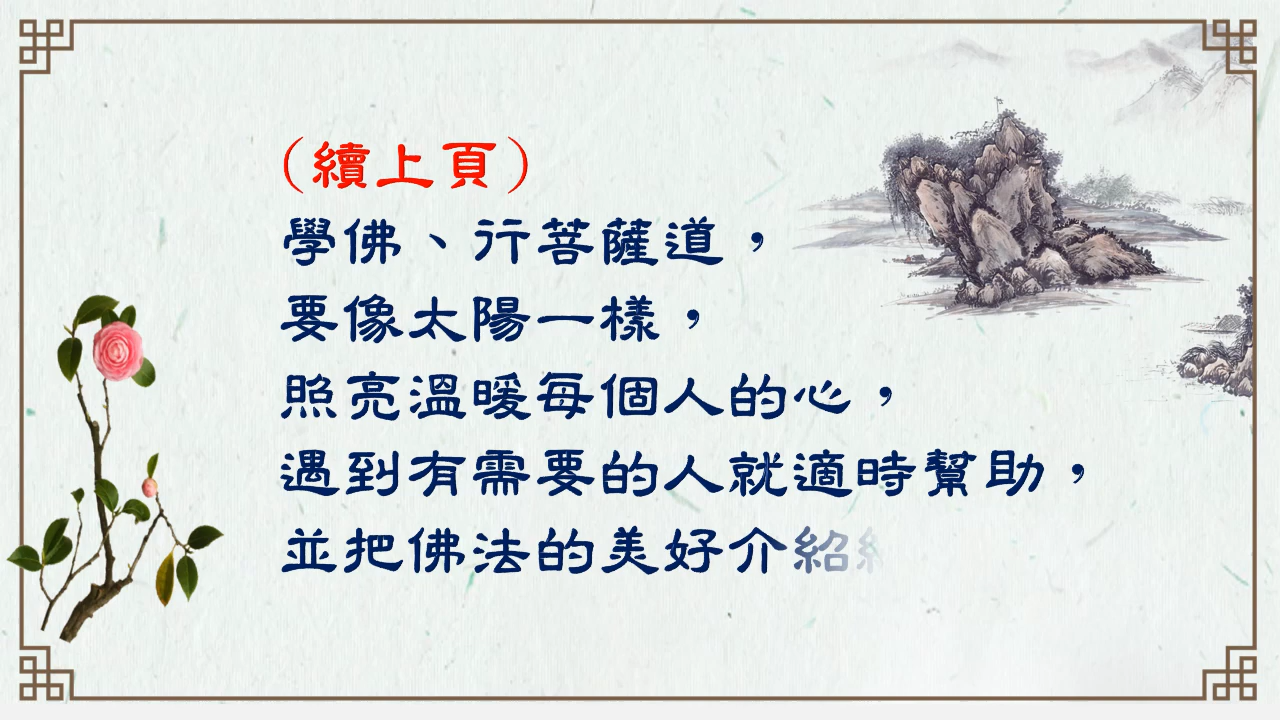 (續上頁)
學佛、行菩薩道，
要像太陽一樣，
照亮溫暖每個人的心，
遇到有需要的人就適時幫助，
並把佛法的美好介紹